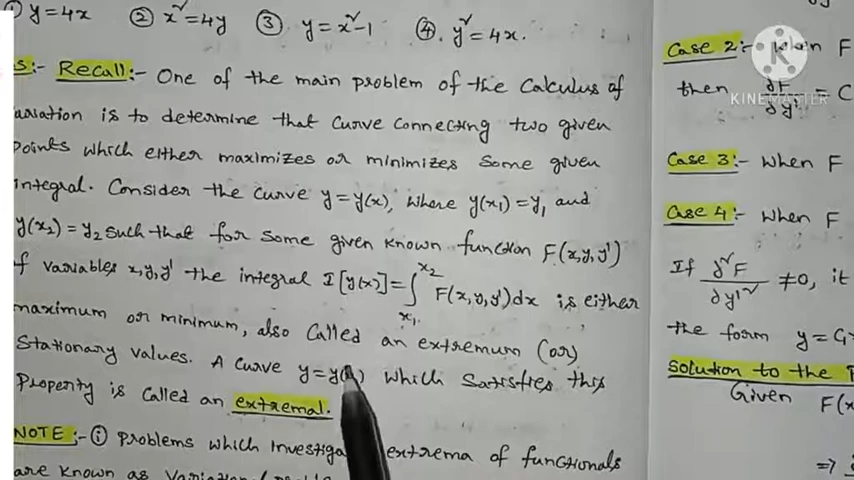 ① y=4x ② x²=4y ③ y=x²-1 ④. y²=4x.
s:- Recall:- One of the main problem of the Calculus of
variation is to determine that curve connecting two given
Points which either maximizes or minimizes some given
integral. Consider the curve y=y(x), where y(x₁)=y₁ and
y(x₂)=y₂ such that for some given known function F(x,y,y')
f variables x,y,y' the integral I[y(x)]=∫_{x₁}^{x₂} F(x,y,y')dx is either
maximum or minimum, also called an extremum (or)
Stationary values. A curve y=y( ) which satisfies this
Property is called an extremal.
NOTE:- ⓘ Problems which investiga extrema of functionals
are known as
Case 2:- When F
then ∂F/∂y' = C
KINEMASTER
Case 3:- When F
Case 4:- When F
If ∂²F/∂y'² ≠0, it
the form y=C₁
Solution to the P
Given F(x
⇒